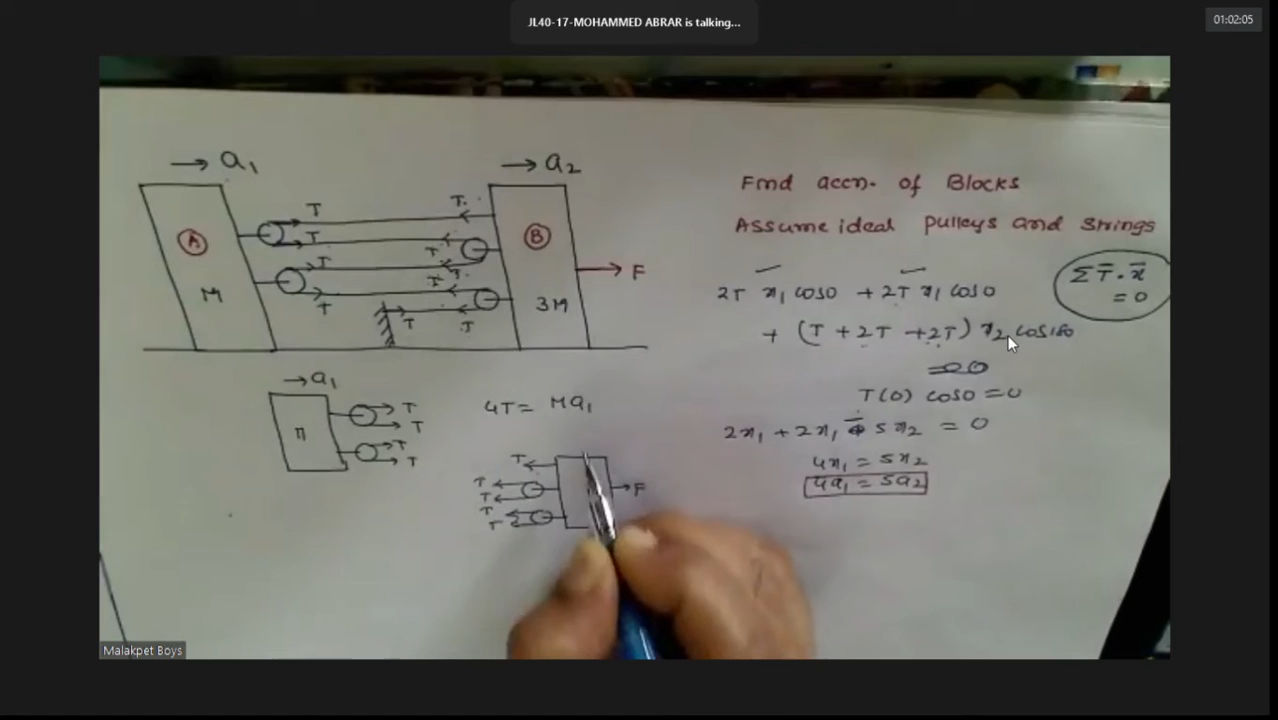 JL40-17-MOHAMMED ABRAR is talking...
01:02:05
→ a₁
→ a₂
T T.
T T
T T.
T T
T T
A
M
B
3M
F
Find accn. of Blocks
Assume ideal pulleys and strings
ΣT̄.x̄
= 0
2T x₁ cos0 + 2T x₁ cos0
+ (T + 2T + 2T) x₂ cos180
= 0
T(0) cos0 = 0
2x₁ + 2x₁ - 5x₂ = 0
4x₁ = 5x₂
4a₁ = 5a₂
→ a₁
M
T
T
T
T
4T = Ma₁
T
T
T
T
T
F
Malakpet Boys